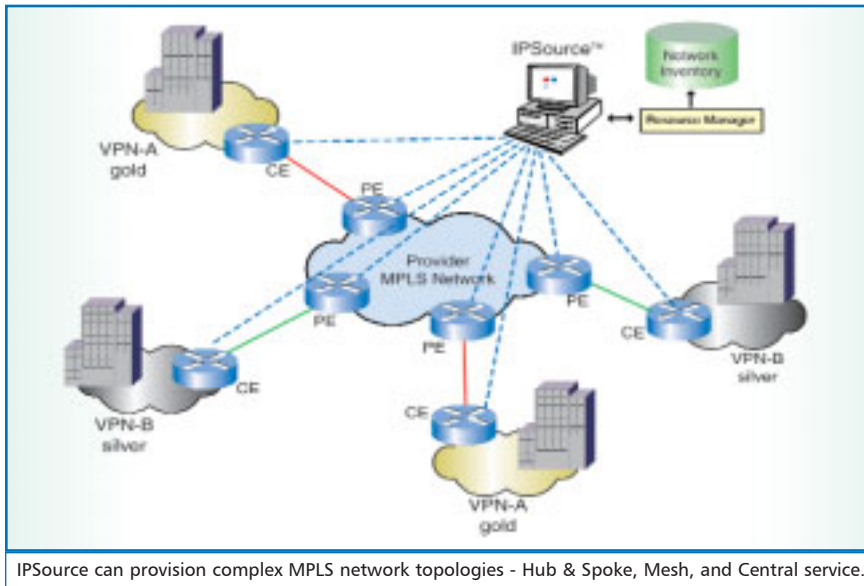 IPSource™
Network
Inventory
Resource Manager
VPN-A
gold
CE
PE
Provider
MPLS Network
PE
PE
PE
CE
VPN-B
silver
CE
VPN-B
silver
CE
VPN-A
gold
IPSource can provision complex MPLS network topologies - Hub & Spoke, Mesh, and Central service.